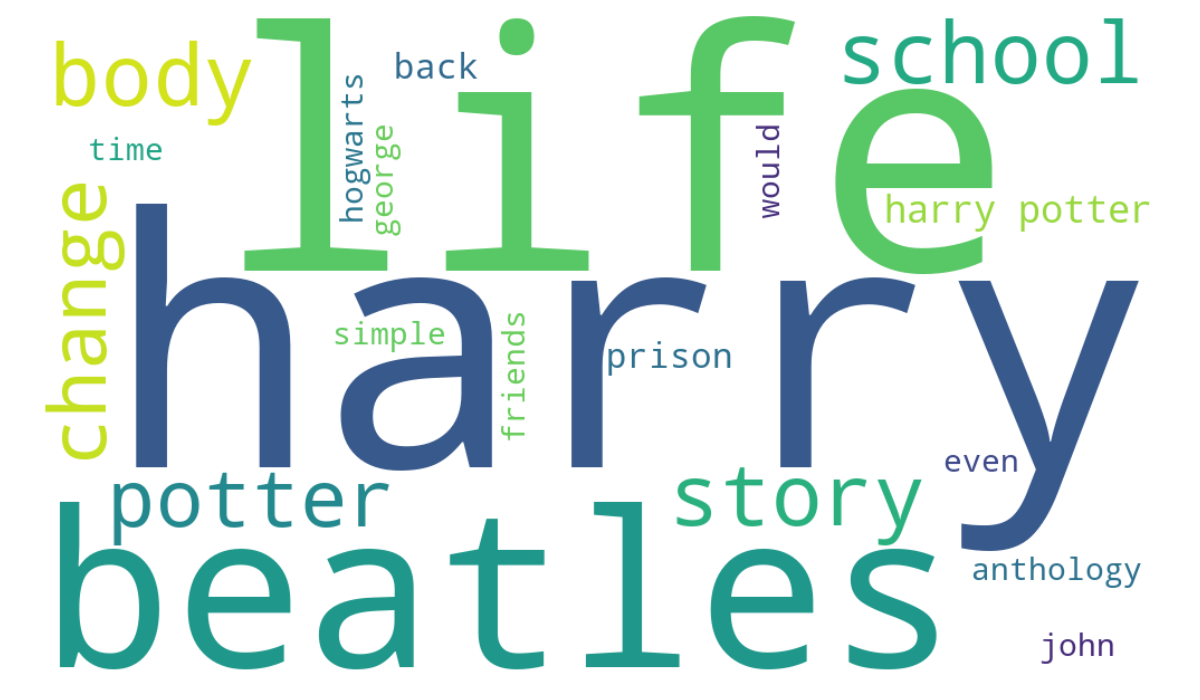 life
school
body
back
hogwarts
george
time
would
harry potter
change
harry
simple
friends
prison
even
potter
story
beatles
anthology
john